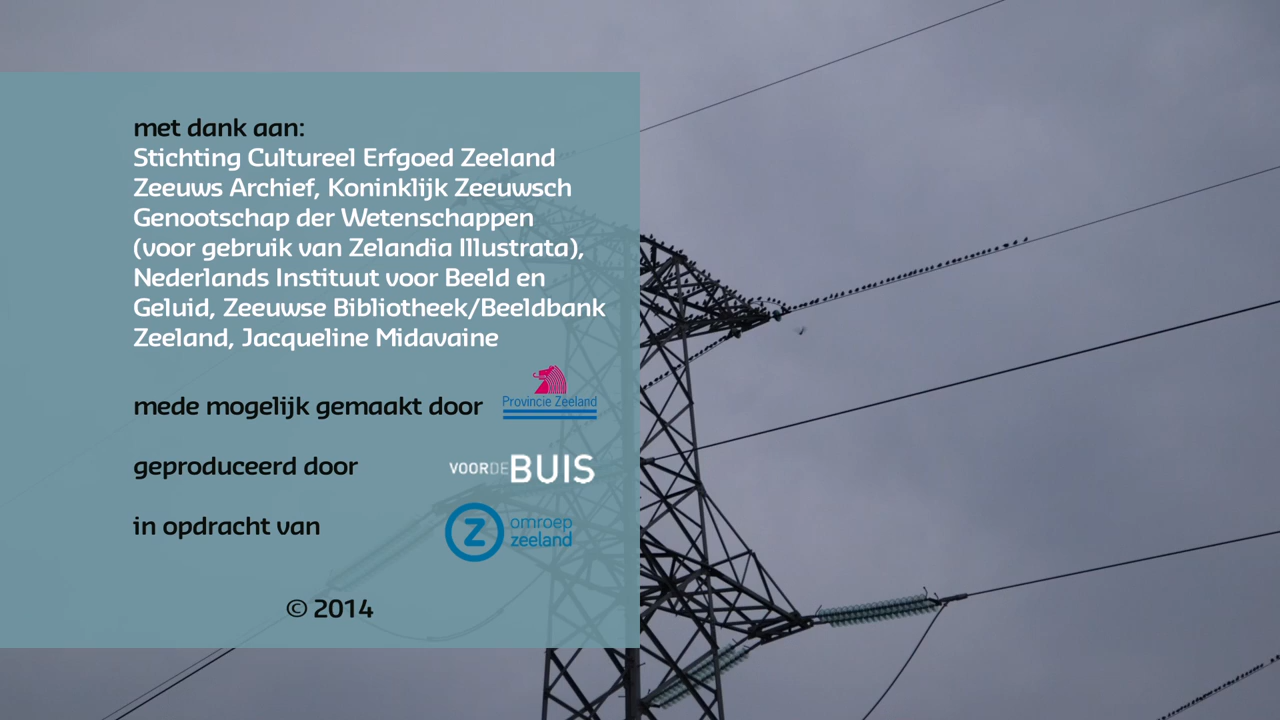 met dank aan:
Stichting Cultureel Erfgoed Zeeland
Zeeuws Archief, Koninklijk Zeeuwsch
Genootschap der Wetenschappen
(voor gebruik van Zelandia Illustrata),
Nederlands Instituut voor Beeld en
Geluid, Zeeuwse Bibliotheek/Beeldbank
Zeeland, Jacqueline Midavaine
mede mogelijk gemaakt door Provincie Zeeland
geproduceerd door VOORDEBUIS
in opdracht van Z omroep
zeeland
© 2014